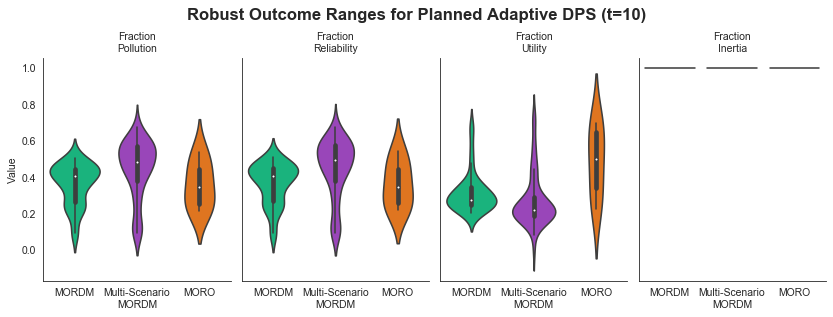 Robust Outcome Ranges for Planned Adaptive DPS (t=10)
Fraction
Pollution
Fraction
Reliability
Fraction
Utility
Fraction
Inertia
Value
1.0
0.8
0.6
0.4
0.2
0.0
MORDM
Multi-Scenario
MORDM
MORO
MORDM
Multi-Scenario
MORDM
MORO
MORDM
Multi-Scenario
MORDM
MORO
MORDM
Multi-Scenario
MORDM
MORO